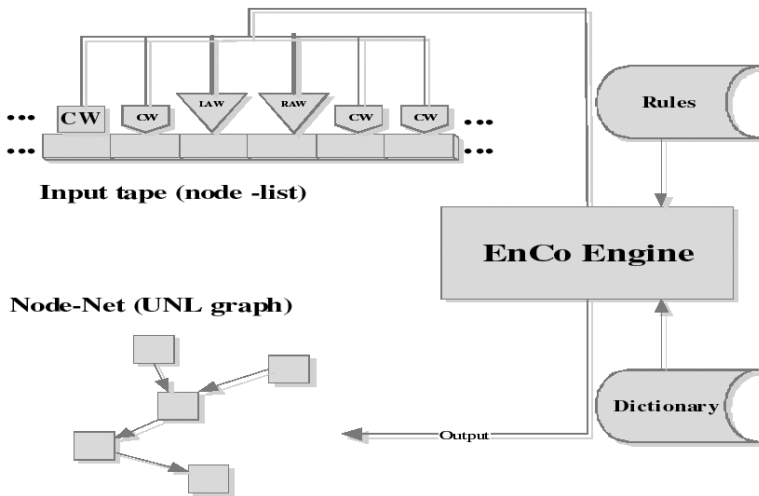 CW
CW
LAW
RAW
CW
CW
Rules
Input tape (node -list)
EnCo Engine
Node-Net (UNL graph)
Dictionary
Output